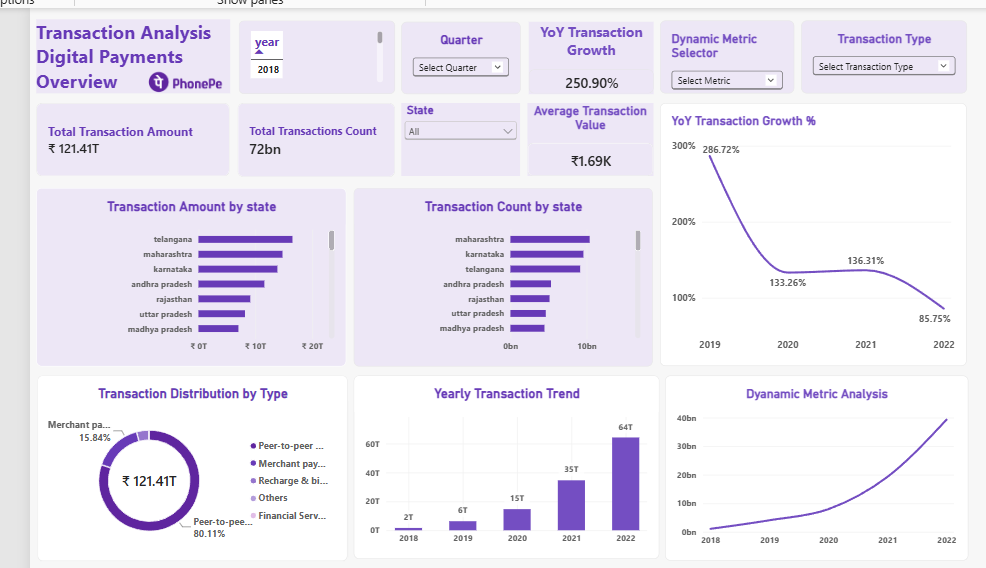 ptions
Show panes
Transaction Analysis
Digital Payments
Overview
PhonePe
year
2018
Quarter
Select Quarter
YoY Transaction
Growth
250.90%
Dynamic Metric
Selector
Select Metric
Transaction Type
Select Transaction Type
Total Transaction Amount
₹ 121.41T
Total Transactions Count
72bn
State
All
Average Transaction
Value
₹1.69K
YoY Transaction Growth %
300%
200%
100%
286.72%
133.26%
136.31%
85.75%
2019 2020 2021 2022
Transaction Amount by state
telangana
maharashtra
karnataka
andhra pradesh
rajasthan
uttar pradesh
madhya pradesh
₹ 0T ₹ 10T ₹ 20T
Transaction Count by state
maharashtra
karnataka
telangana
andhra pradesh
rajasthan
uttar pradesh
madhya pradesh
0bn 10bn
Transaction Distribution by Type
Merchant pa...
15.84%
₹ 121.41T
Peer-to-pee...
80.11%
Peer-to-peer ...
Merchant pay...
Recharge & bi...
Others
Financial Serv...
Yearly Transaction Trend
60T
40T
20T
0T
2T
6T
15T
35T
64T
2018 2019 2020 2021 2022
Dynamic Metric Analysis
40bn
30bn
20bn
10bn
0bn
2018 2019 2020 2021 2022